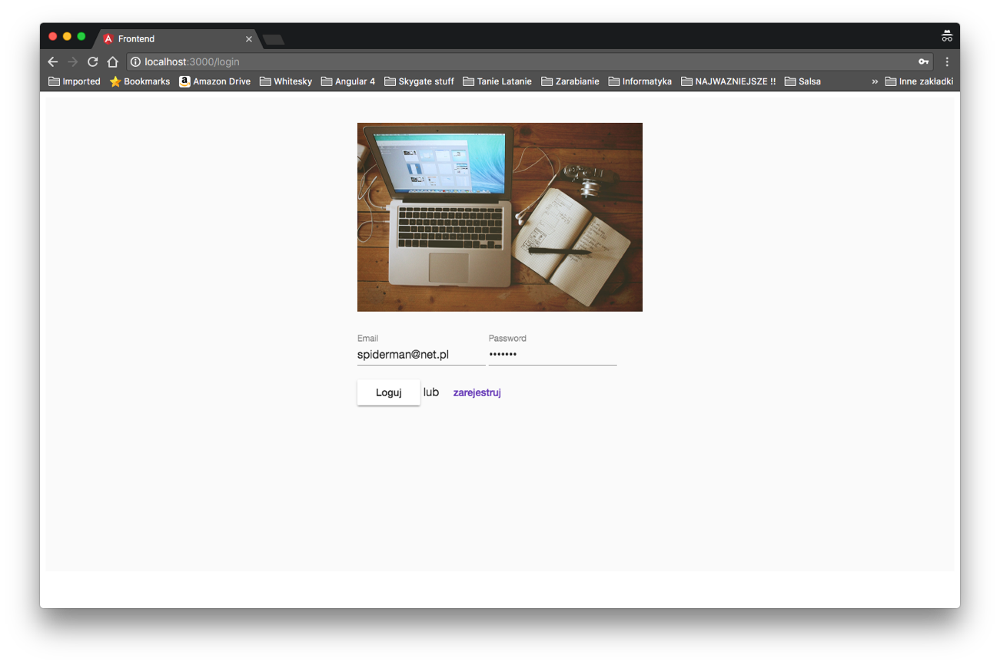 Frontend
localhost:3000/login
Imported Bookmarks Amazon Drive Whitesky Angular 4 Skygate stuff Tanie Latanie Zarabianie Informatyka NAJWAZNIEJSZE !! Salsa » Inne zakładki
Email Password
spiderman@net.pl •••••••
Loguj lub zarejestruj